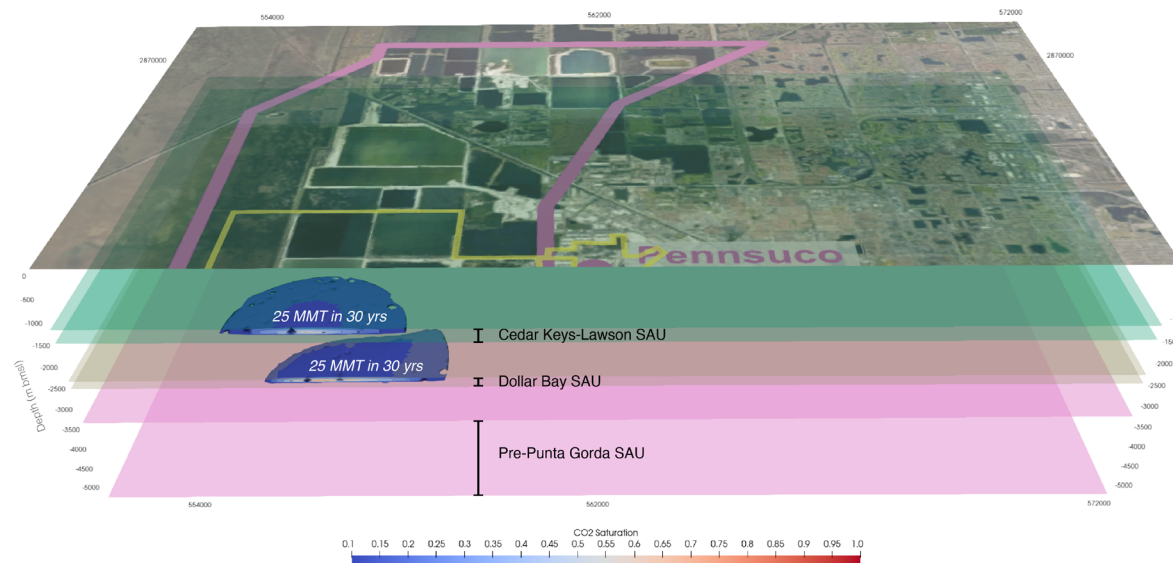 554000
562000
572000
2870000
2870000
Pennsuco
0
-500
-1000
-1500
-2000
-2500
-3000
-3500
-4000
-4500
-5000
Depth (m bmsl)
25 MMT in 30 yrs
25 MMT in 30 yrs
Cedar Keys-Lawson SAU
Dollar Bay SAU
Pre-Punta Gorda SAU
-2000
-2500
-3000
-3500
-4000
-4500
-5000
554000
562000
572000
CO2 Saturation
0.1 0.15 0.2 0.25 0.3 0.35 0.4 0.45 0.5 0.55 0.6 0.65 0.7 0.75 0.8 0.85 0.9 0.95 1.0